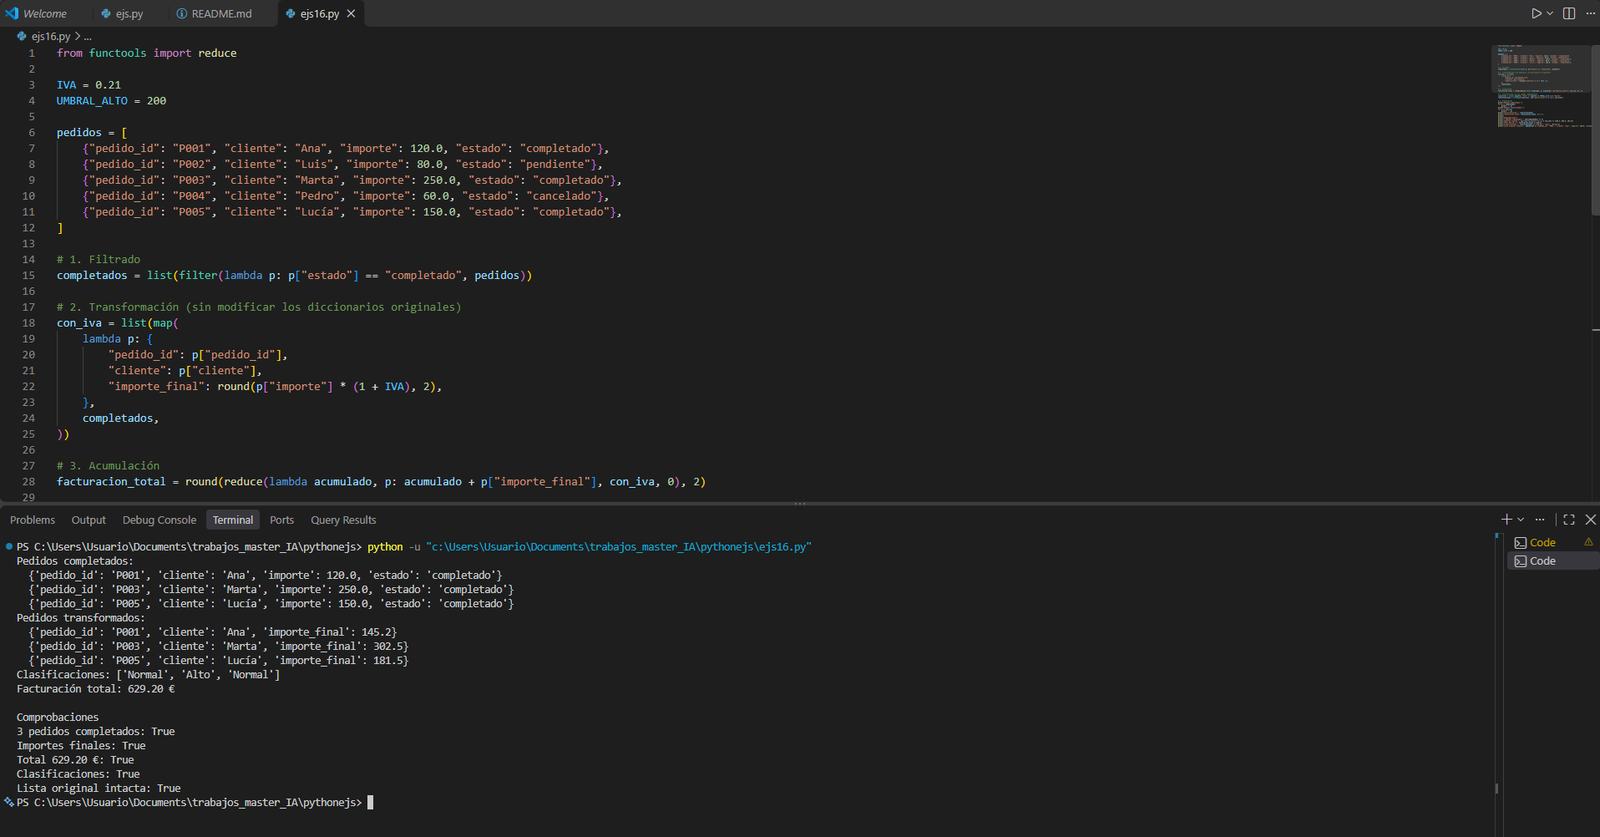 Welcome ejs.py README.md ejs16.py
ejs16.py > ...
1 from functools import reduce
2
3 IVA = 0.21
4 UMBRAL_ALTO = 200
5
6 pedidos = [
7 {"pedido_id": "P001", "cliente": "Ana", "importe": 120.0, "estado": "completado"},
8 {"pedido_id": "P002", "cliente": "Luis", "importe": 80.0, "estado": "pendiente"},
9 {"pedido_id": "P003", "cliente": "Marta", "importe": 250.0, "estado": "completado"},
10 {"pedido_id": "P004", "cliente": "Pedro", "importe": 60.0, "estado": "cancelado"},
11 {"pedido_id": "P005", "cliente": "Lucía", "importe": 150.0, "estado": "completado"},
12 ]
13
14 # 1. Filtrado
15 completados = list(filter(lambda p: p["estado"] == "completado", pedidos))
16
17 # 2. Transformación (sin modificar los diccionarios originales)
18 con_iva = list(map(
19 lambda p: {
20 "pedido_id": p["pedido_id"],
21 "cliente": p["cliente"],
22 "importe_final": round(p["importe"] * (1 + IVA), 2),
23 },
24 completados,
25 ))
26
27 # 3. Acumulación
28 facturacion_total = round(reduce(lambda acumulado, p: acumulado + p["importe_final"], con_iva, 0), 2)
29
Problems Output Debug Console Terminal Ports Query Results
PS C:\Users\Usuario\Documents\trabajos_master_IA\pythonejs> python -u "c:\Users\Usuario\Documents\trabajos_master_IA\pythonejs\ejs16.py"
Pedidos completados:
{'pedido_id': 'P001', 'cliente': 'Ana', 'importe': 120.0, 'estado': 'completado'}
{'pedido_id': 'P003', 'cliente': 'Marta', 'importe': 250.0, 'estado': 'completado'}
{'pedido_id': 'P005', 'cliente': 'Lucía', 'importe': 150.0, 'estado': 'completado'}
Pedidos transformados:
{'pedido_id': 'P001', 'cliente': 'Ana', 'importe_final': 145.2}
{'pedido_id': 'P003', 'cliente': 'Marta', 'importe_final': 302.5}
{'pedido_id': 'P005', 'cliente': 'Lucía', 'importe_final': 181.5}
Clasificaciones: ['Normal', 'Alto', 'Normal']
Facturación total: 629.20 €

Comprobaciones
3 pedidos completados: True
Importes finales: True
Total 629.20 €: True
Clasificaciones: True
Lista original intacta: True
PS C:\Users\Usuario\Documents\trabajos_master_IA\pythonejs>
Code
Code